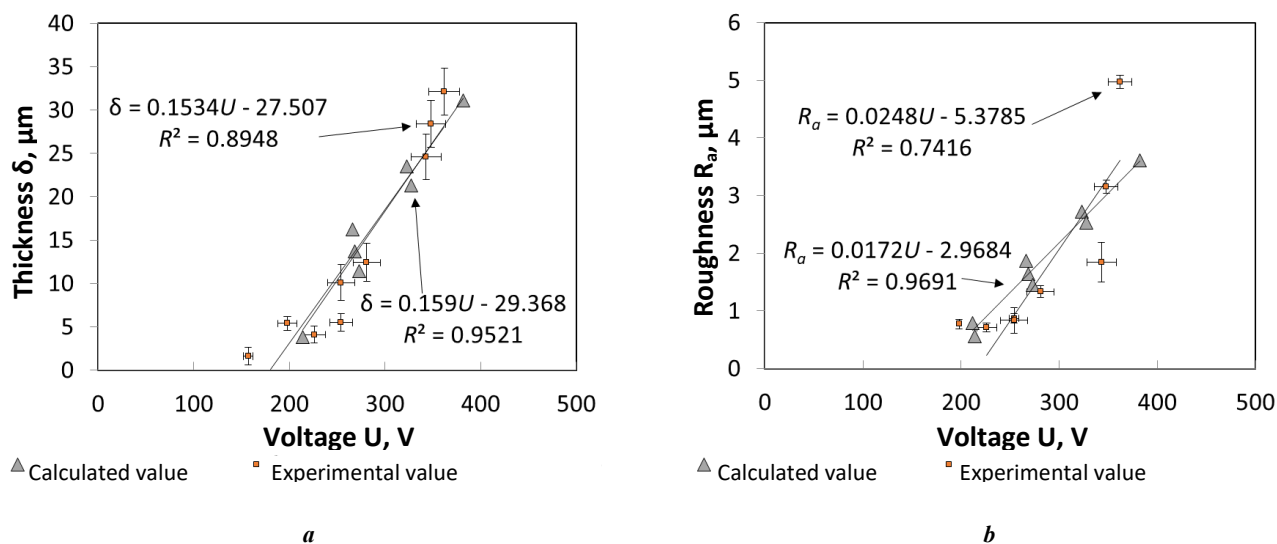 40
35
30
25
20
15
10
5
0
Thickness δ, μm
δ = 0.1534U - 27.507
R² = 0.8948
δ = 0.159U - 29.368
R² = 0.9521
0 100 200 300 400 500
Voltage U, V
Calculated value Experimental value
a
6
5
4
3
2
1
0
Roughness Rₐ, μm
Rₐ = 0.0248U - 5.3785
R² = 0.7416
Rₐ = 0.0172U - 2.9684
R² = 0.9691
0 100 200 300 400 500
Voltage U, V
Calculated value Experimental value
b